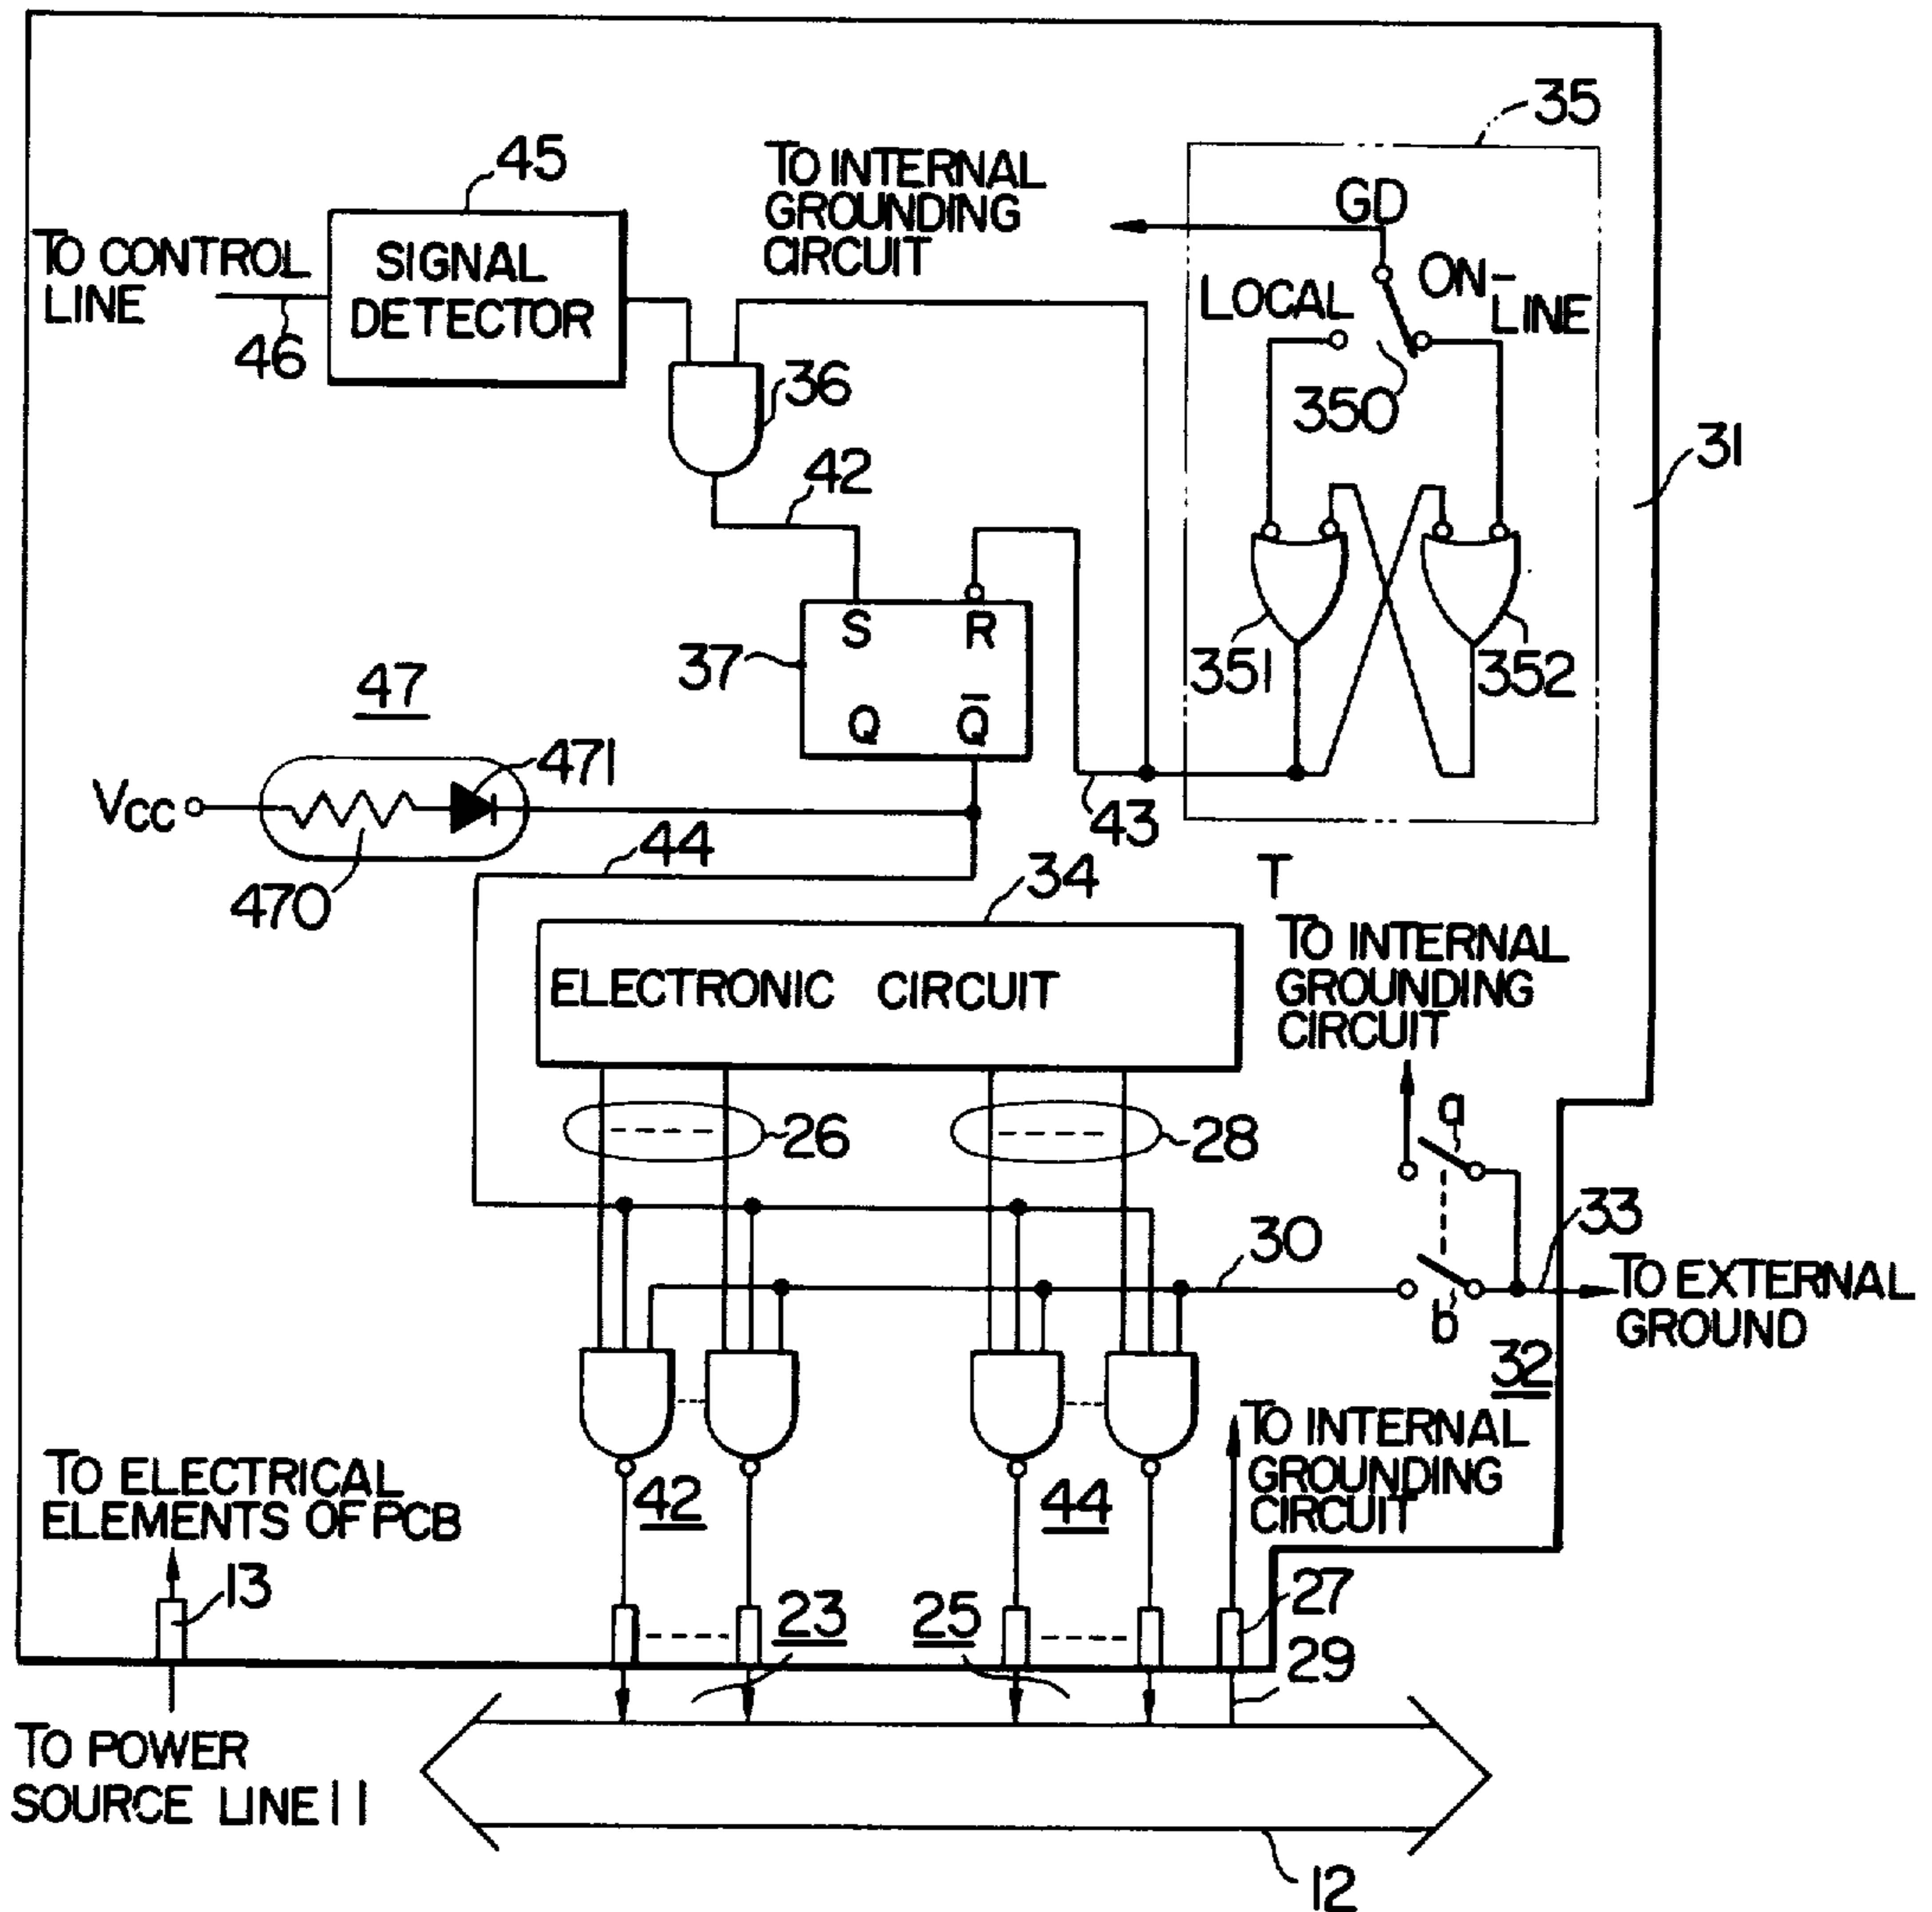 35
45
TO INTERNAL
GROUNDING
CIRCUIT
GD
TO CONTROL
LINE
46
SIGNAL
DETECTOR
LOCAL
ON-
LINE
350
36
31
42
S
R
Q
Q̅
37
351
352
47
471
Vcc
470
44
43
34
T
ELECTRONIC CIRCUIT
TO INTERNAL
GROUNDING
CIRCUIT
26
28
a
33
30
TO EXTERNAL
GROUND
b
32
TO INTERNAL
GROUNDING
CIRCUIT
TO ELECTRICAL
ELEMENTS OF PCB
42
44
13
23
25
27
29
TO POWER
SOURCE LINE 11
12